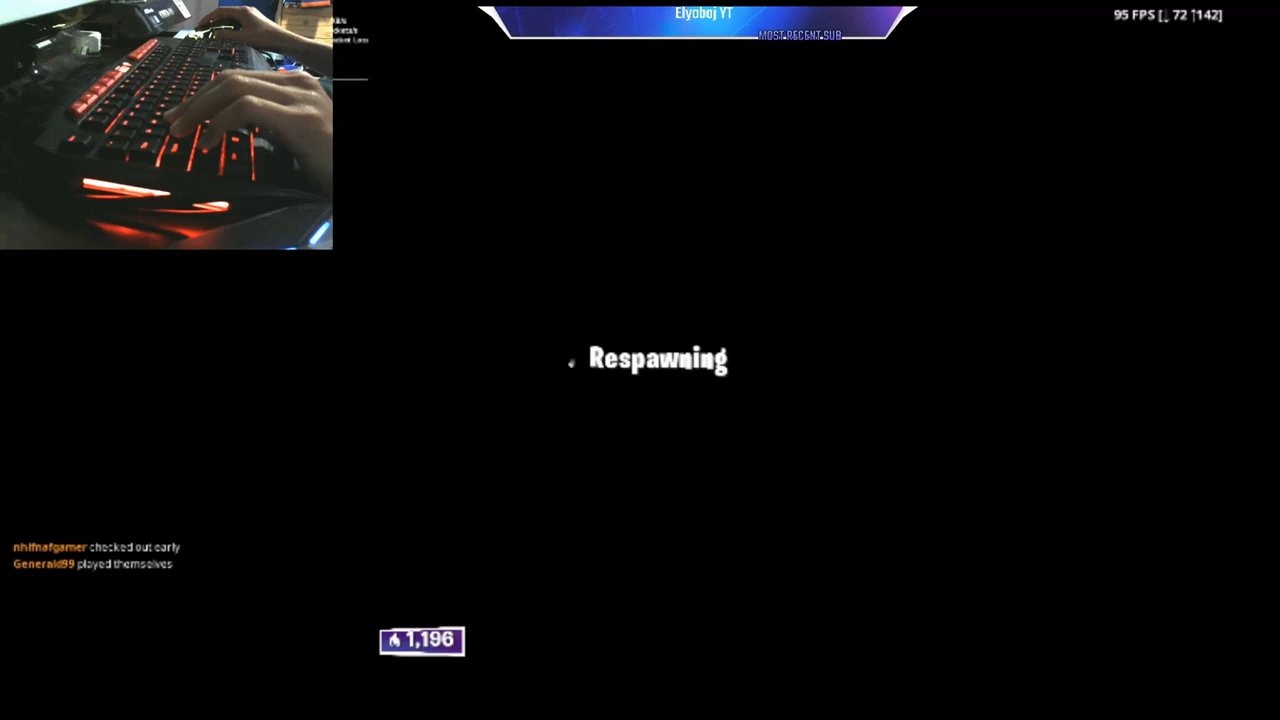 Elyoboj YT
MOST RECENT SUB
95 FPS [↓ 72 ↑142]
Respawning
nhlfnafgamer checked out early
Generald99 played themselves
1,196